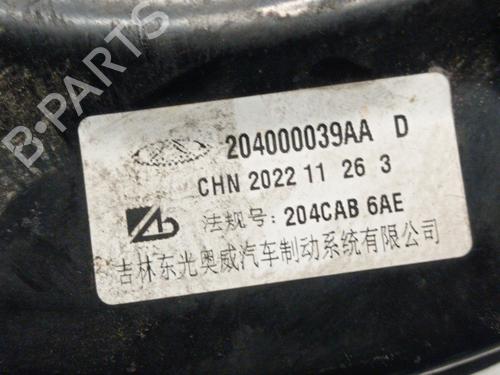 B-PARTS
204000039AA D
CHN 2022 11 26 3
法规号: 204CAB 6AE
吉林东光奥威汽车制动系统有限公司